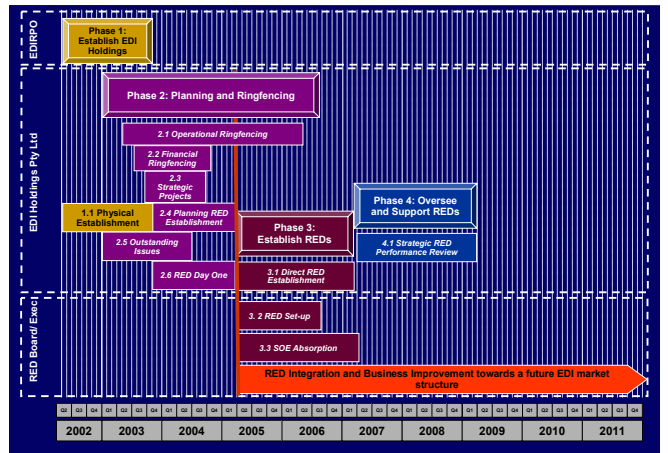 EDIRPO
Phase 1:
Establish EDI
Holdings
EDI Holdings Pty Ltd
Phase 2: Planning and Ringfencing
2.1 Operational Ringfencing
2.2 Financial
Ringfencing
2.3
Strategic
Projects
1.1 Physical
Establishment
2.4 Planning RED
Establishment
2.5 Outstanding
Issues
2.6 RED Day One
Phase 3:
Establish REDs
3.1 Direct RED
Establishment
Phase 4: Oversee
and Support REDs
4.1 Strategic RED
Performance Review
RED Board/ Exec
3. 2 RED Set-up
3.3 SOE Absorption
RED Integration and Business Improvement towards a future EDI market
structure
Q2 Q3 Q4 Q1 Q2 Q3 Q4 Q1 Q2 Q3 Q4 Q1 Q2 Q3 Q4 Q1 Q2 Q3 Q4 Q1 Q2 Q3 Q4 Q1 Q2 Q3 Q4 Q1 Q2 Q3 Q4 Q1 Q2 Q3 Q4 Q1 Q2 Q3 Q4
2002 2003 2004 2005 2006 2007 2008 2009 2010 2011